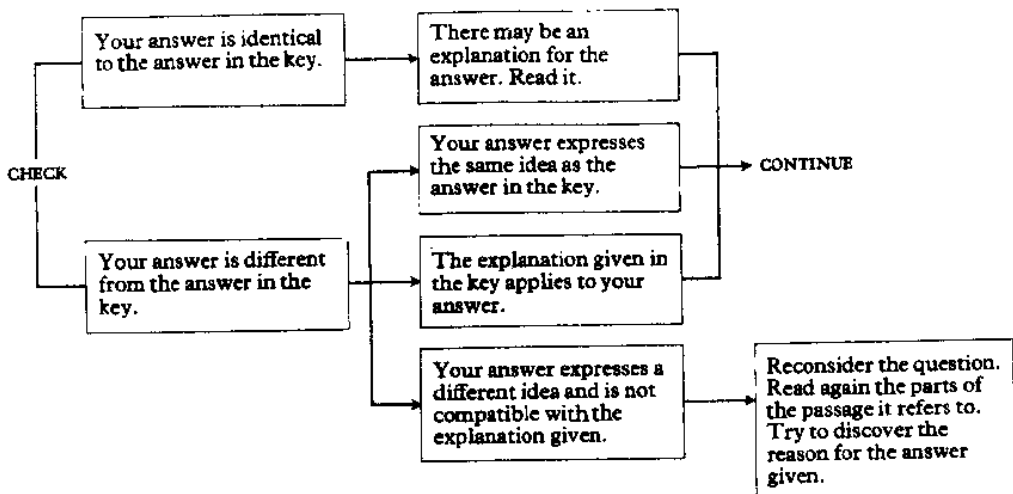 Your answer is identical
to the answer in the key.
There may be an
explanation for the
answer. Read it.
CHECK
Your answer expresses
the same idea as the
answer in the key.
CONTINUE
Your answer is different
from the answer in the
key.
The explanation given in
the key applies to your
answer.
Your answer expresses a
different idea and is not
compatible with the
explanation given.
Reconsider the question.
Read again the parts of
the passage it refers to.
Try to discover the
reason for the answer
given.